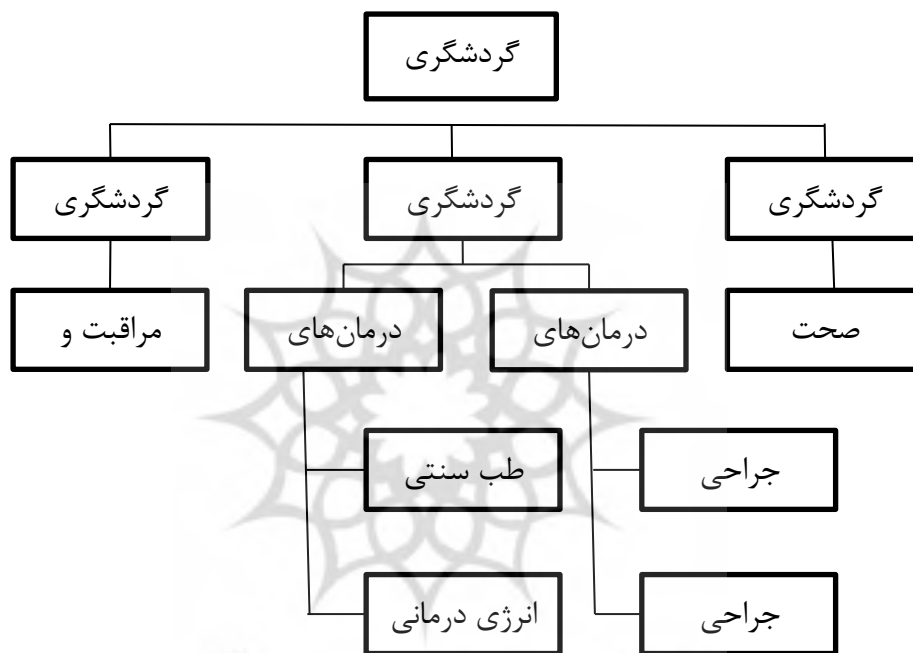 گردشگری
گردشگری
گردشگری
گردشگری
صحت
درمان‌های
درمان‌های
مراقبت و
جراحی
طب سنتی
جراحی
انرژی درمانی